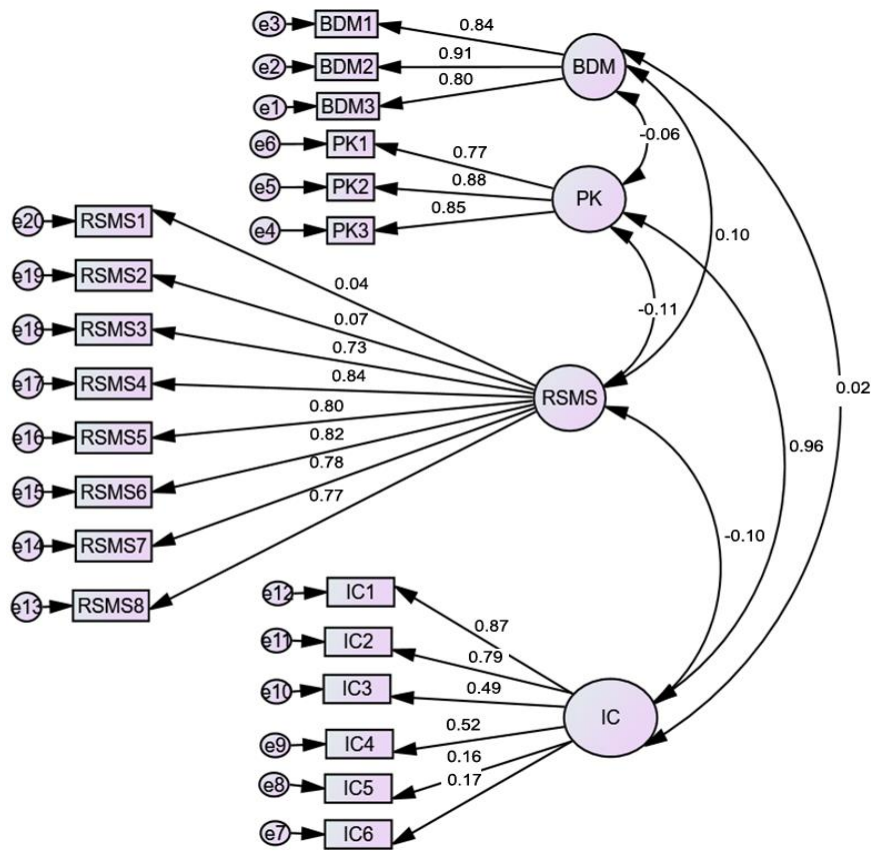 e3 BDM1 0.84
e2 BDM2 0.91 BDM
e1 BDM3 0.80
-0.06
e6 PK1 0.77
e5 PK2 0.88 PK
e4 PK3 0.85
0.10
e20 RSMS1 0.04
e19 RSMS2 0.07
e18 RSMS3 0.73
-0.11
e17 RSMS4 0.84 RSMS
0.02
e16 RSMS5 0.80
e15 RSMS6 0.82
e14 RSMS7 0.78
e13 RSMS8 0.77
0.96
-0.10
e12 IC1 0.87
e11 IC2 0.79
e10 IC3 0.49
IC
e9 IC4 0.52
e8 IC5 0.16
e7 IC6 0.17